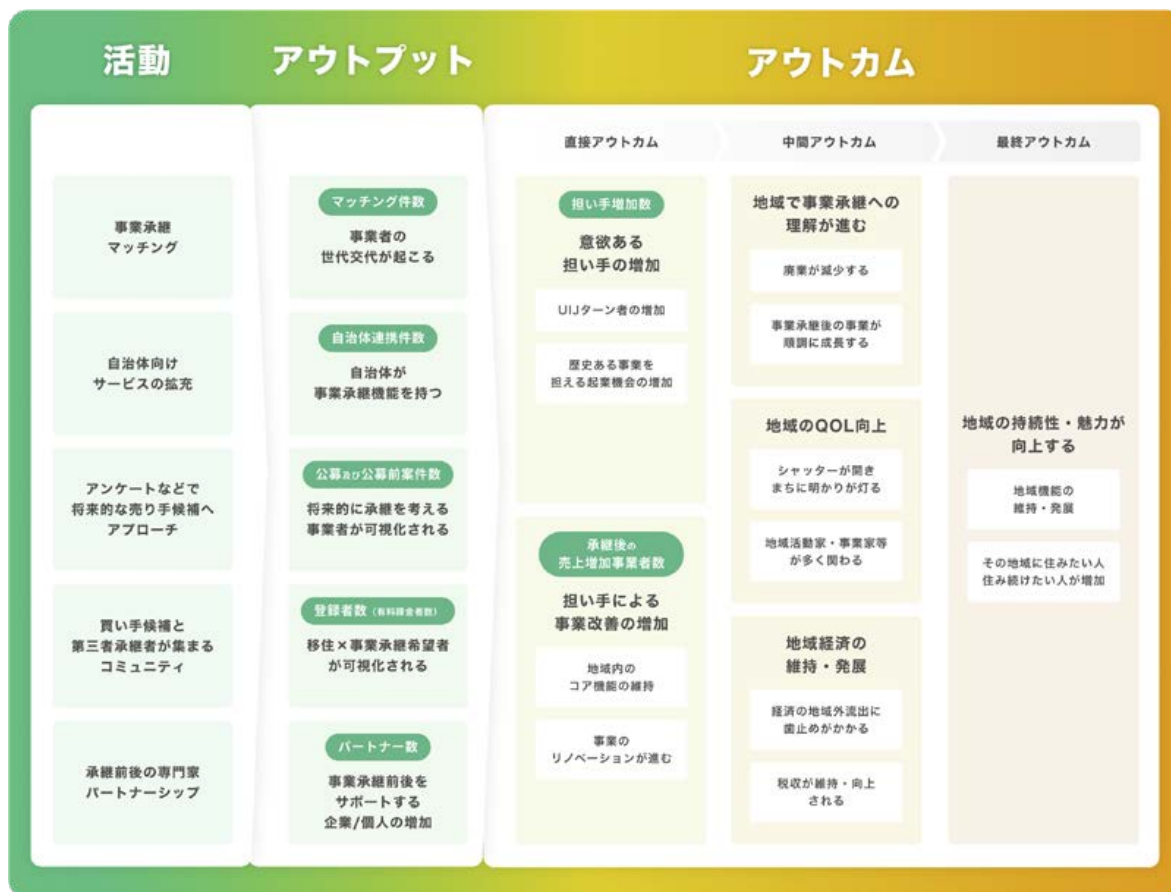 活動
アウトプット
アウトカム
直接アウトカム
中間アウトカム
最終アウトカム
事業承継
マッチング
自治体向け
サービスの拡充
アンケートなどで
将来的な売り手候補へ
アプローチ
買い手候補と
第三者承継者が集まる
コミュニティ
承継前後の専門家
パートナーシップ
マッチング件数
事業者の
世代交代が起こる
自治体連携件数
自治体が
事業承継機能を持つ
公募及び公募前案件数
将来的に承継を考える
事業者が可視化される
登録者数（有料課金者数）
移住×事業承継希望者
が可視化される
パートナー数
事業承継前後を
サポートする
企業/個人の増加
担い手増加数
意欲ある
担い手の増加
UIJターン者の増加
歴史ある事業を
担える起業機会の増加
承継後の
売上増加事業者数
担い手による
事業改善の増加
地域内の
コア機能の維持
事業の
リノベーションが進む
地域で事業承継への
理解が進む
廃業が減少する
事業承継後の事業が
順調に成長する
地域のQOL向上
シャッターが開き
まちに明かりが灯る
地域活動家・事業家等
が多く関わる
地域経済の
維持・発展
経済の地域外流出に
歯止めがかかる
税収が維持・向上
される
地域の持続性・魅力が
向上する
地域機能の
維持・発展
その地域に住みたい人
住み続けたい人が増加